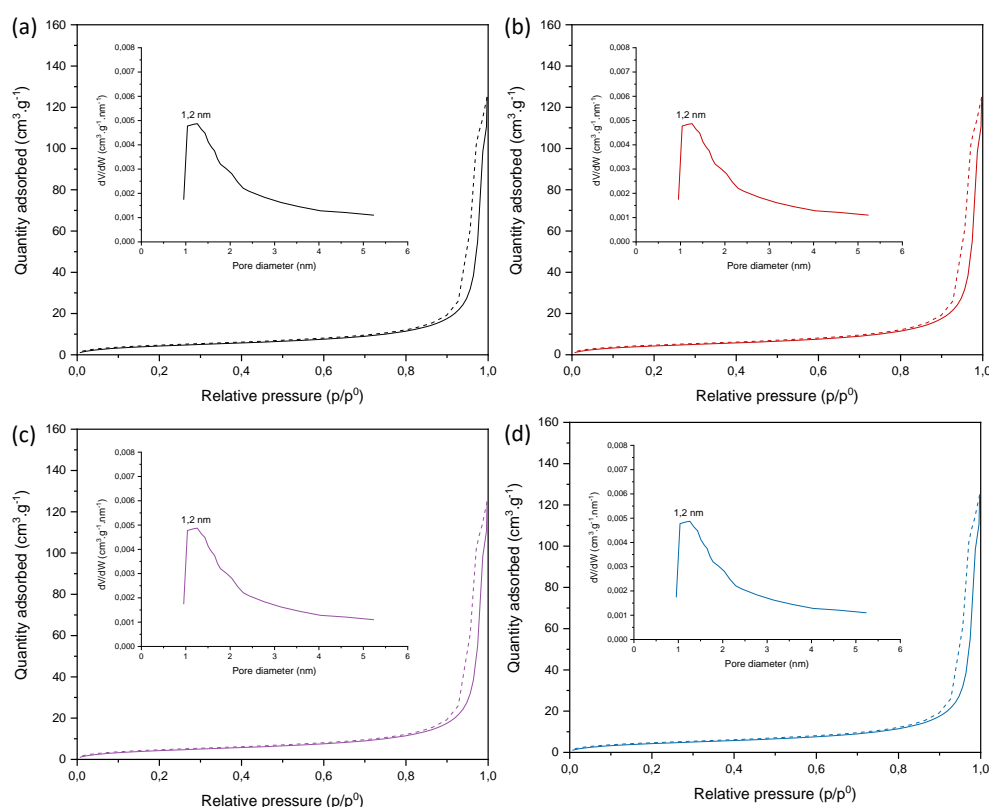 (a)
160
140
120
100
80
60
40
20
0
Quantity adsorbed (cm³.g⁻¹)
0,0 0,2 0,4 0,6 0,8 1,0
Relative pressure (p/p⁰)
0,008
0,007
0,006
0,005
0,004
0,003
0,002
0,001
0,000
dV/dW (cm³.g⁻¹.nm⁻¹)
1,2 nm
0 1 2 3 4 5 6
Pore diameter (nm)
(b)
160
140
120
100
80
60
40
20
0
Quantity adsorbed (cm³.g⁻¹)
0,0 0,2 0,4 0,6 0,8 1,0
Relative pressure (p/p⁰)
0,008
0,007
0,006
0,005
0,004
0,003
0,002
0,001
0,000
dV/dW (cm³.g⁻¹.nm⁻¹)
1,2 nm
0 1 2 3 4 5 6
Pore diameter (nm)
(c)
160
140
120
100
80
60
40
20
0
Quantity adsorbed (cm³.g⁻¹)
0,0 0,2 0,4 0,6 0,8 1,0
Relative pressure (p/p⁰)
0,008
0,007
0,006
0,005
0,004
0,003
0,002
0,001
0,000
dV/dW (cm³.g⁻¹.nm⁻¹)
1,2 nm
0 1 2 3 4 5 6
Pore diameter (nm)
(d)
160
140
120
100
80
60
40
20
0
Quantity adsorbed (cm³.g⁻¹)
0,0 0,2 0,4 0,6 0,8 1,0
Relative pressure (p/p⁰)
0,008
0,007
0,006
0,005
0,004
0,003
0,002
0,001
0,000
dV/dW (cm³.g⁻¹.nm⁻¹)
1,2 nm
0 1 2 3 4 5 6
Pore diameter (nm)